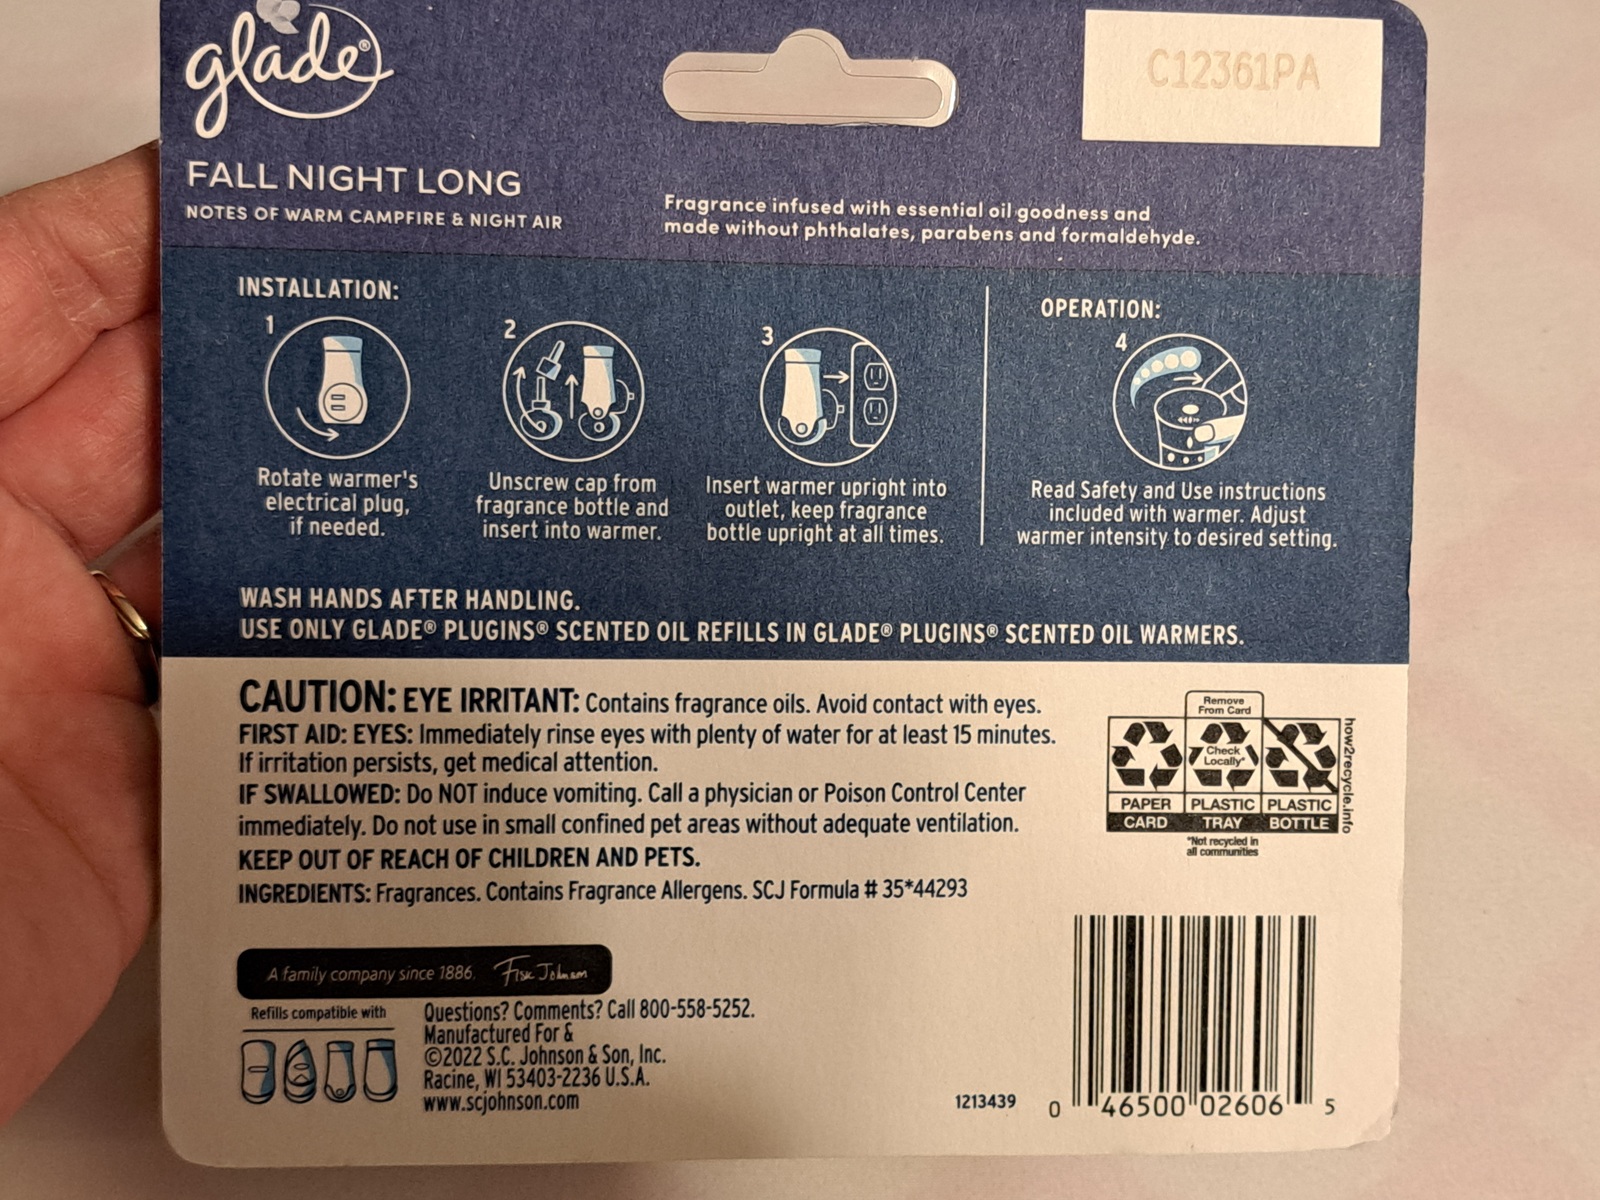 glade®
C12361PA
FALL NIGHT LONG
NOTES OF WARM CAMPFIRE & NIGHT AIR
Fragrance infused with essential oil goodness and
made without phthalates, parabens and formaldehyde.
INSTALLATION:
1
Rotate warmer's
electrical plug,
if needed.
2
Unscrew cap from
fragrance bottle and
insert into warmer.
3
Insert warmer upright into
outlet, keep fragrance
bottle upright at all times.
OPERATION:
4
Read Safety and Use instructions
included with warmer. Adjust
warmer intensity to desired setting.
WASH HANDS AFTER HANDLING.
USE ONLY GLADE® PLUGINS® SCENTED OIL REFILLS IN GLADE® PLUGINS® SCENTED OIL WARMERS.
CAUTION: EYE IRRITANT: Contains fragrance oils. Avoid contact with eyes.
FIRST AID: EYES: Immediately rinse eyes with plenty of water for at least 15 minutes.
If irritation persists, get medical attention.
IF SWALLOWED: Do NOT induce vomiting. Call a physician or Poison Control Center
immediately. Do not use in small confined pet areas without adequate ventilation.
KEEP OUT OF REACH OF CHILDREN AND PETS.
INGREDIENTS: Fragrances. Contains Fragrance Allergens. SCJ Formula # 35*44293
Remove
From Card
Check
Locally*
PAPER PLASTIC PLASTIC
CARD TRAY BOTTLE
how2recycle.info
*Not recycled in
all communities
A family company since 1886. Fisk Johnson
Refills compatible with
Questions? Comments? Call 800-558-5252.
Manufactured For &
©2022 S.C. Johnson & Son, Inc.
Racine, WI 53403-2236 U.S.A.
www.scjohnson.com
1213439
0 46500 02606 5